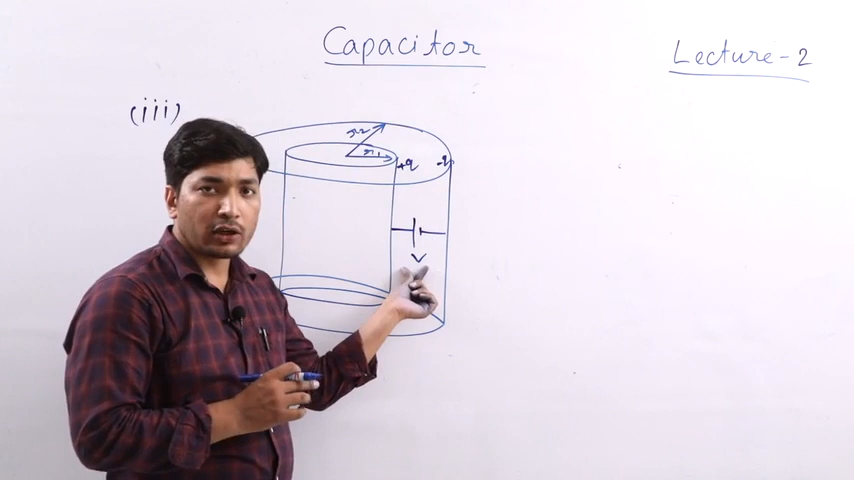 Capacitor
Lecture-2
(iii)
r2
r1
+q
-q
V